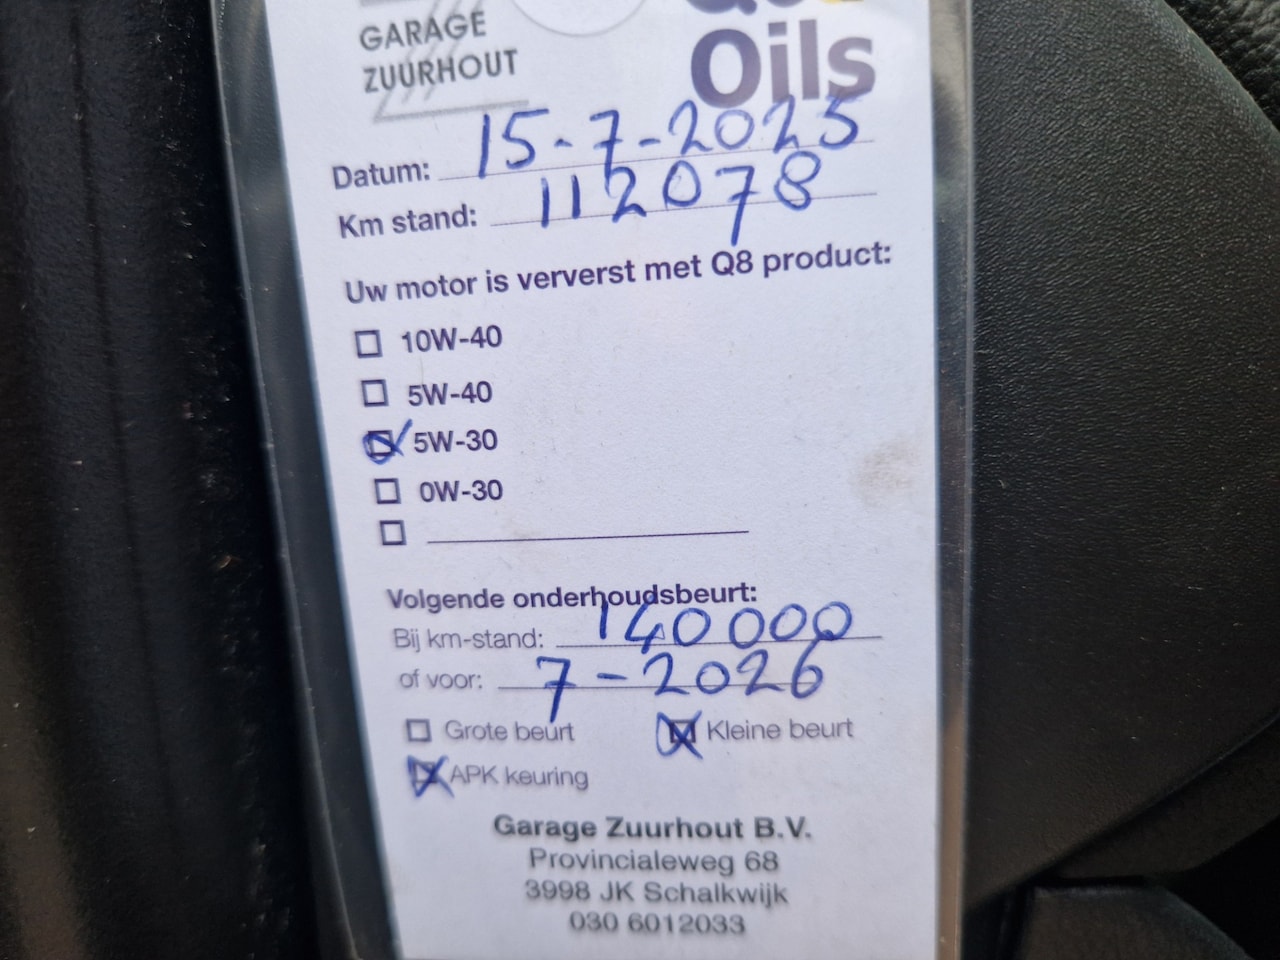 GARAGE
ZUURHOUT
Oils
Datum: 15-7-2025
Km stand: 112078
Uw motor is ververst met Q8 product:
10W-40
5W-40
5W-30
0W-30
Volgende onderhoudsbeurt:
Bij km-stand: 140000
of voor: 7-2026
Grote beurt Kleine beurt
APK keuring
Garage Zuurhout B.V.
Provincialeweg 68
3998 JK Schalkwijk
030 6012033